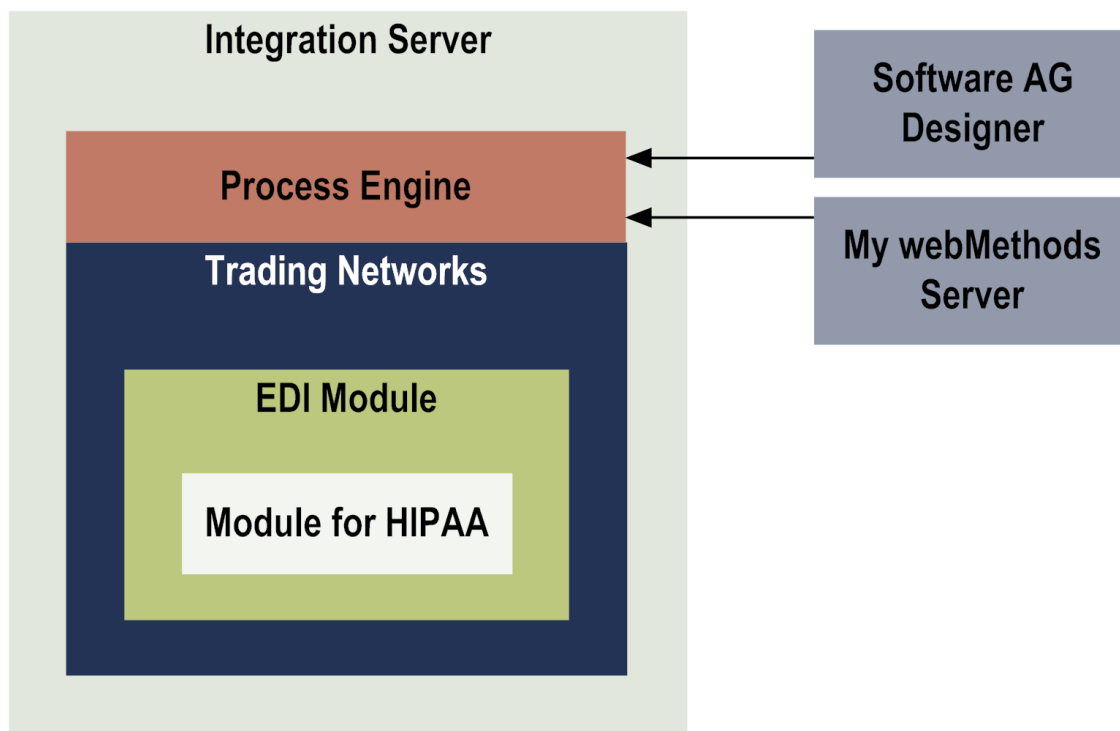 Integration Server
Software AG
Designer
Process Engine
My webMethods
Server
Trading Networks
EDI Module
Module for HIPAA